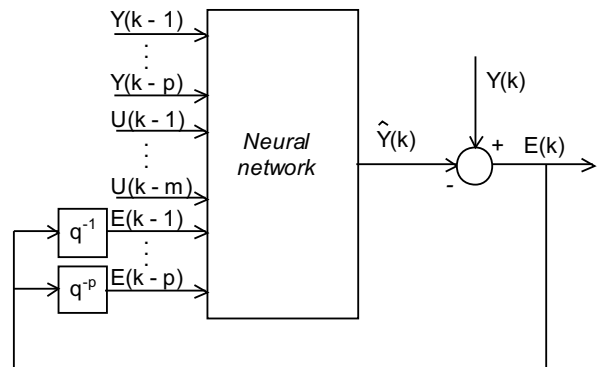 Y(k - 1)
⋮
Y(k - p)
U(k - 1)
⋮
U(k - m)
q⁻¹ E(k - 1)
⋮
q⁻ᵖ E(k - p)
Neural
network
Ŷ(k)
Y(k)
+
-
E(k)